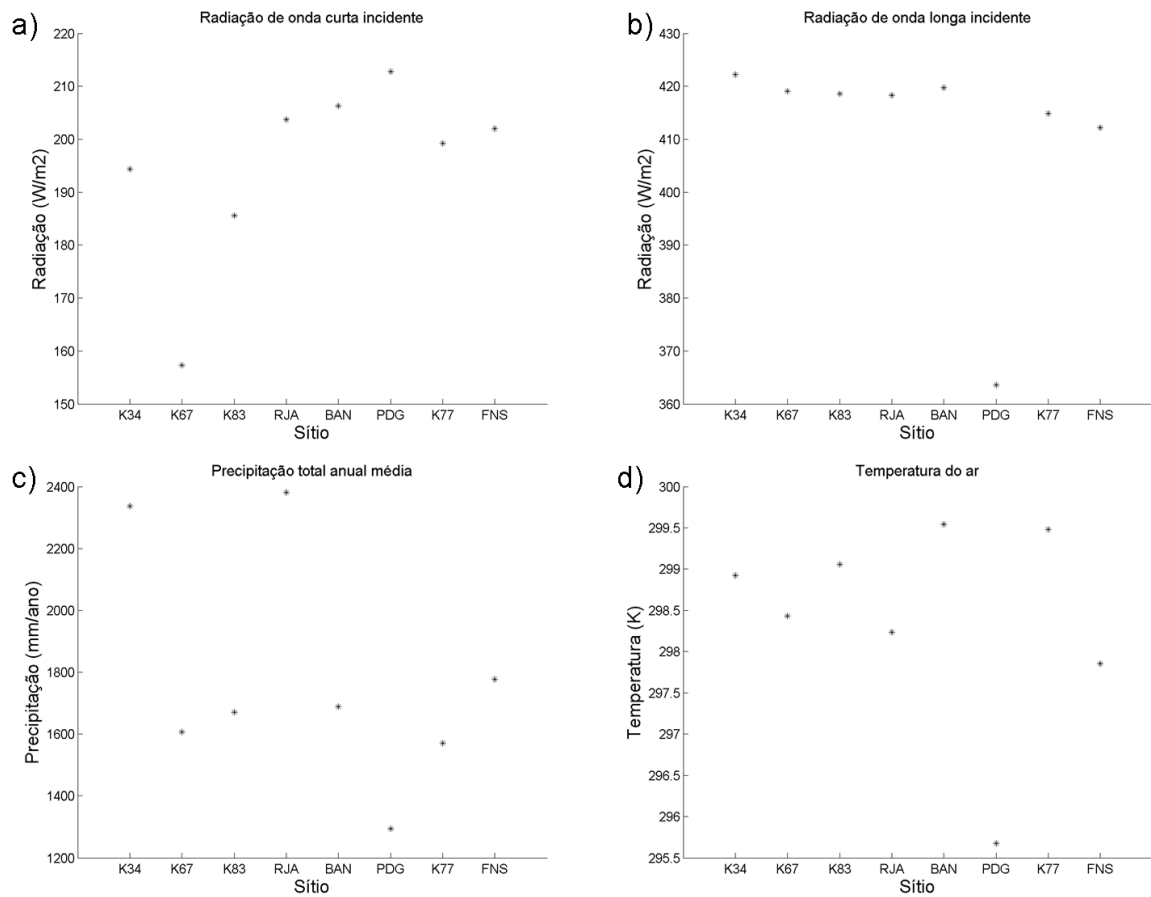 a)
Radiação de onda curta incidente
220
210
200
190
180
170
160
150
Radiação (W/m2)
K34 K67 K83 RJA BAN PDG K77 FNS
Sítio
b)
Radiação de onda longa incidente
430
420
410
400
390
380
370
360
Radiação (W/m2)
K34 K67 K83 RJA BAN PDG K77 FNS
Sítio
c)
Precipitação total anual média
2400
2200
2000
1800
1600
1400
1200
Precipitação (mm/ano)
K34 K67 K83 RJA BAN PDG K77 FNS
Sítio
d)
Temperatura do ar
300
299.5
299
298.5
298
297.5
297
296.5
296
295.5
Temperatura (K)
K34 K67 K83 RJA BAN PDG K77 FNS
Sítio